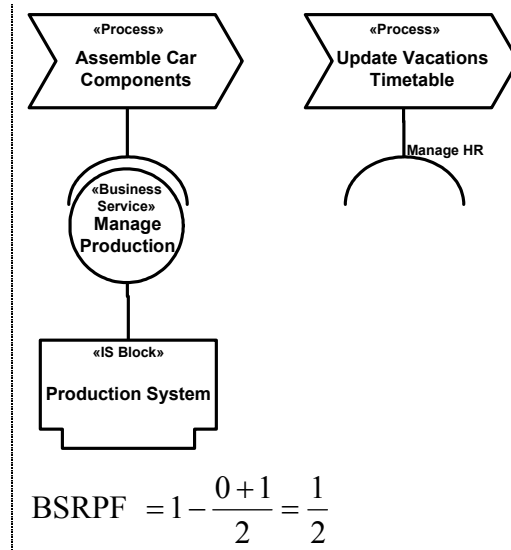 «Process»
Assemble Car
Components
«Process»
Update Vacations
Timetable
Manage HR
«Business
Service»
Manage
Production
«IS Block»
Production System
BSRPF = 1 − (0 + 1)/2 = 1/2